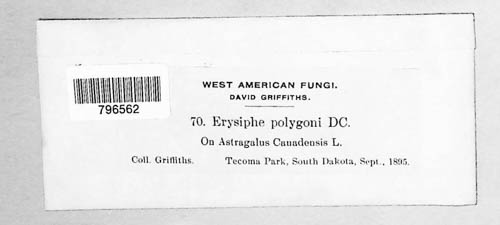 WEST AMERICAN FUNGI.
DAVID GRIFFITHS.
796562
70. Erysiphe polygoni DC.
On Astragalus Canadensis L.
Coll. Griffiths. Tecoma Park, South Dakota, Sept., 1895.